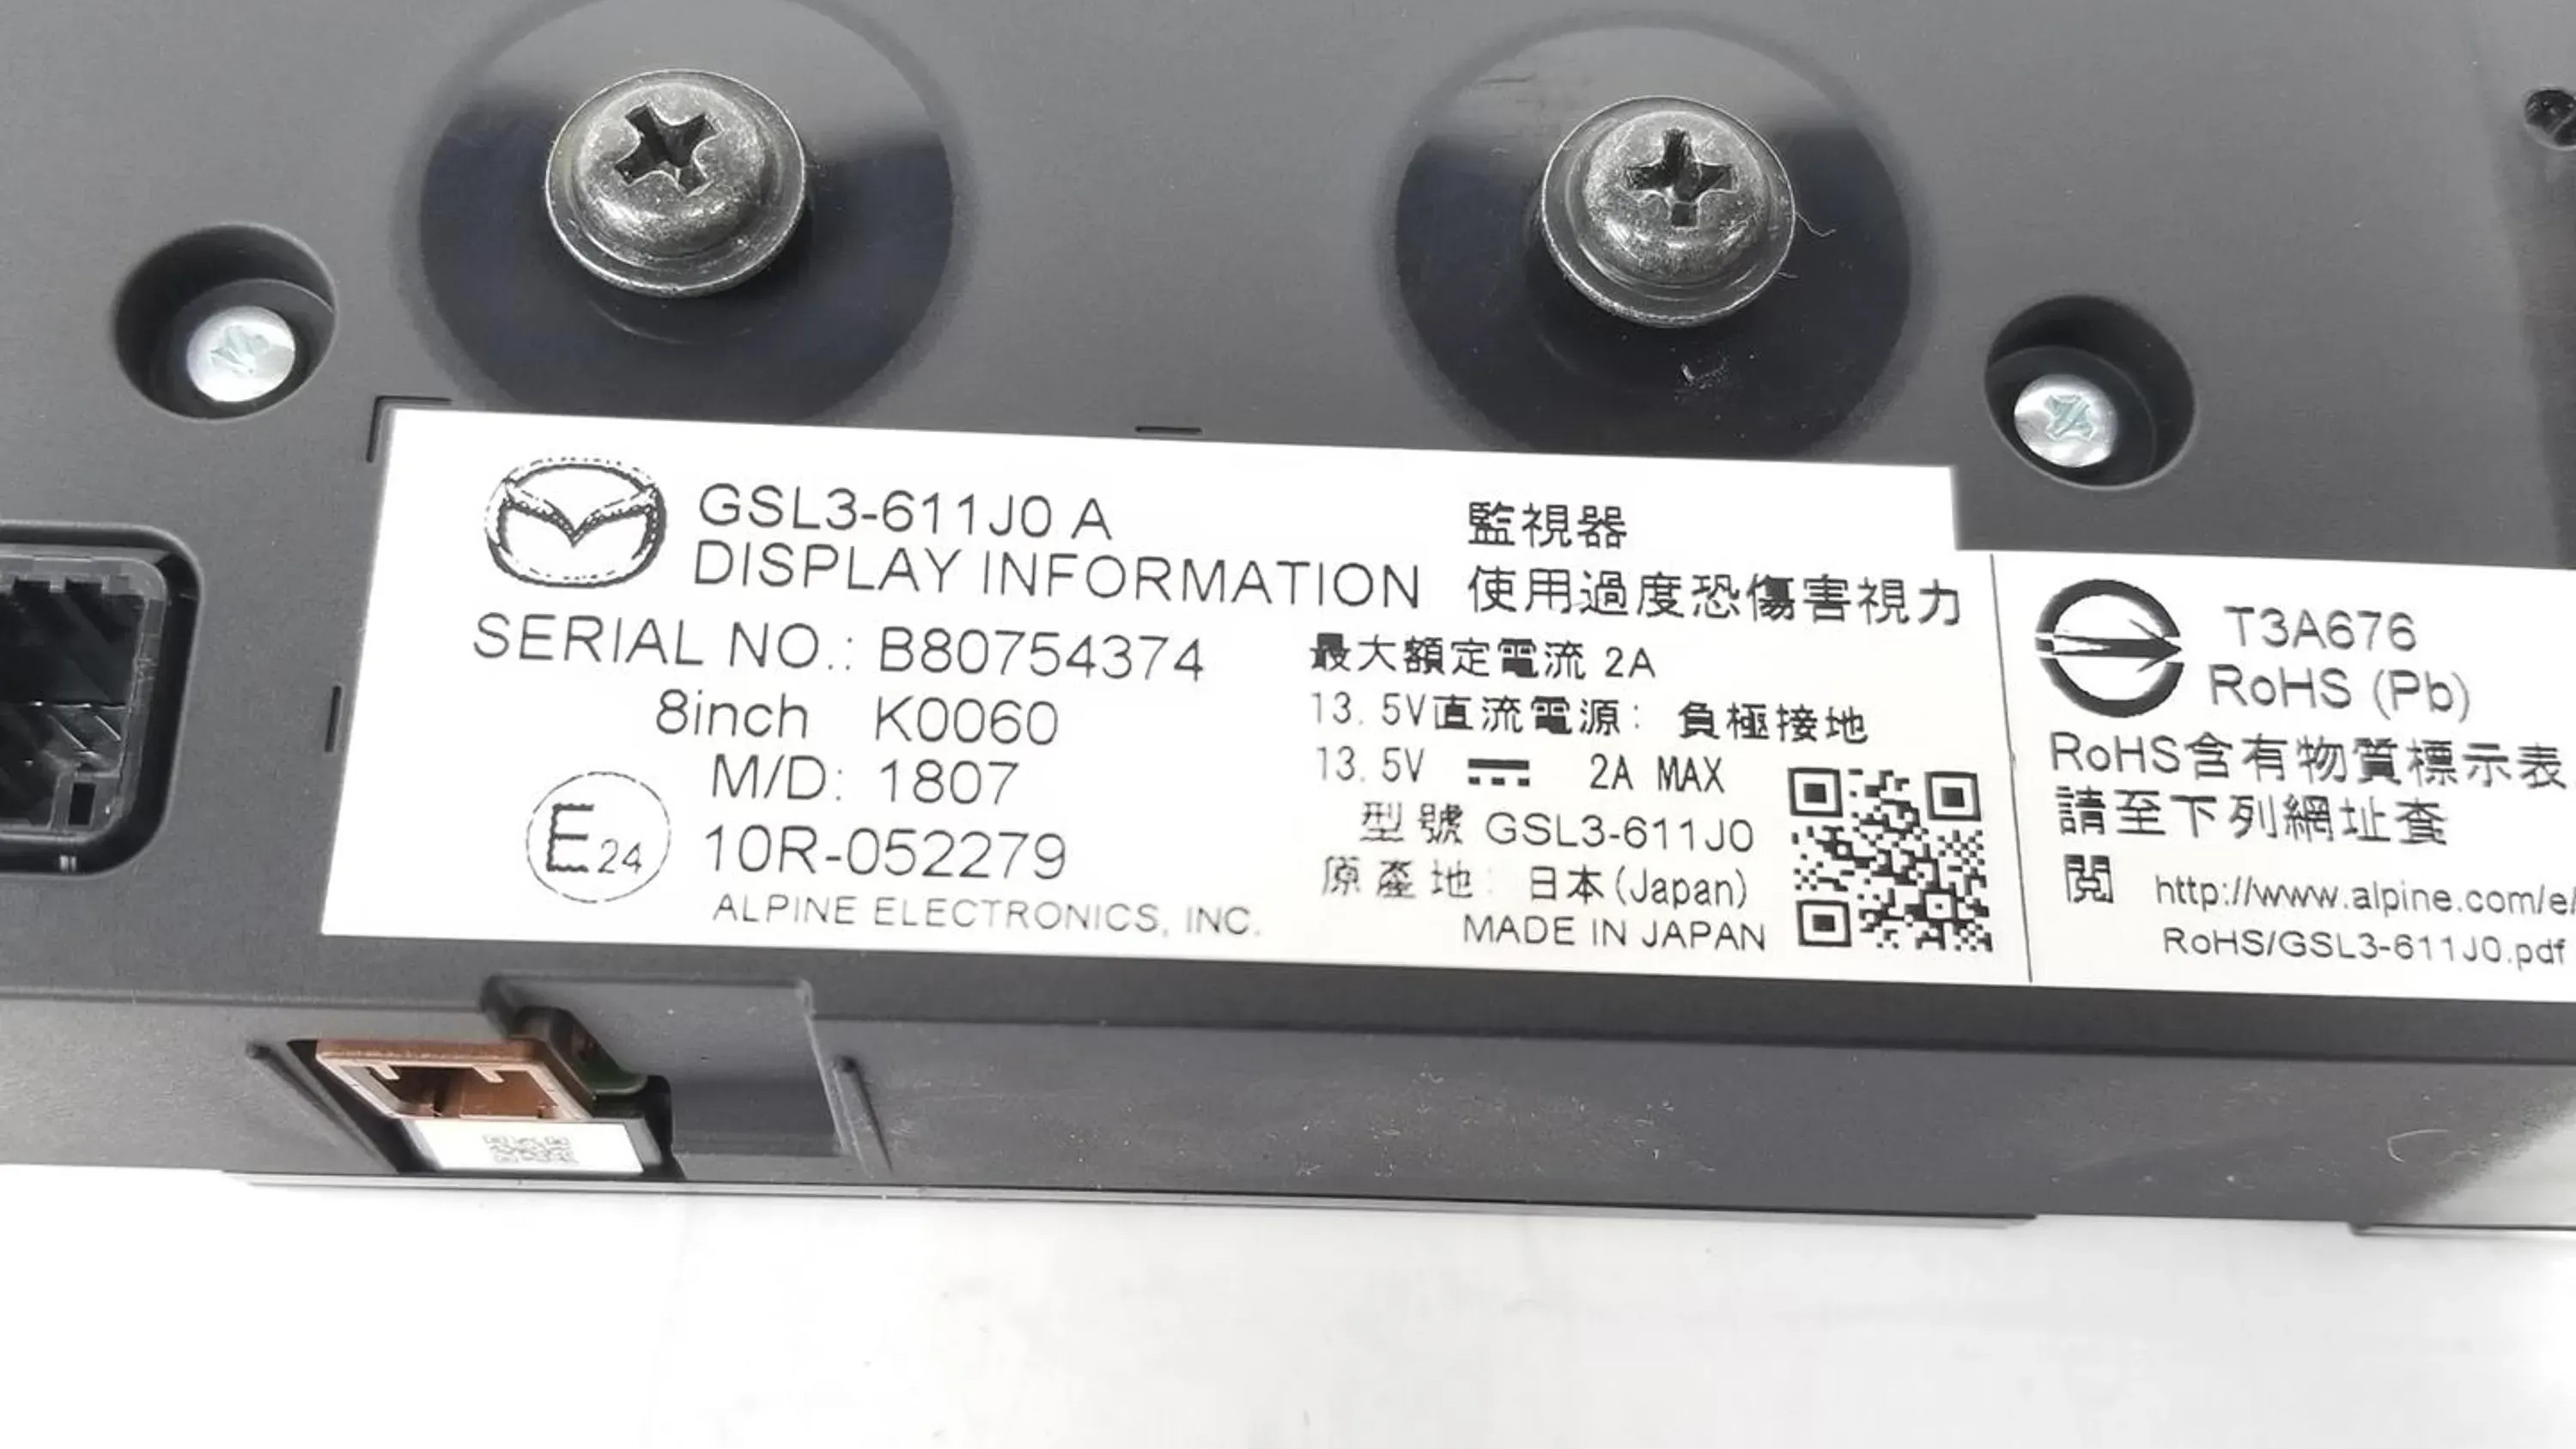 GSL3-611J0 A
DISPLAY INFORMATION
SERIAL NO.: B80754374
8inch K0060
M/D: 1807
E24 10R-052279
ALPINE ELECTRONICS, INC.
監視器
使用過度恐傷害視力
最大額定電流 2A
13.5V直流電源: 負極接地
13.5V ⎓ 2A MAX
型號 GSL3-611J0
原產地: 日本(Japan)
MADE IN JAPAN
T3A676
RoHS (Pb)
RoHS含有物質標示表
請至下列網址查
閱 http://www.alpine.com/e/
RoHS/GSL3-611J0.pdf